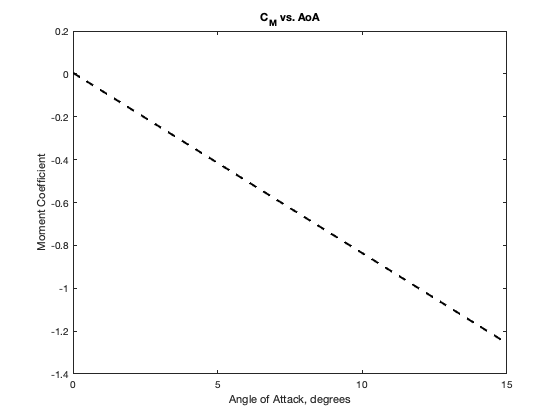 C_M vs. AoA
0.2
0
-0.2
-0.4
-0.6
-0.8
-1
-1.2
-1.4
Moment Coefficient
0 5 10 15
Angle of Attack, degrees